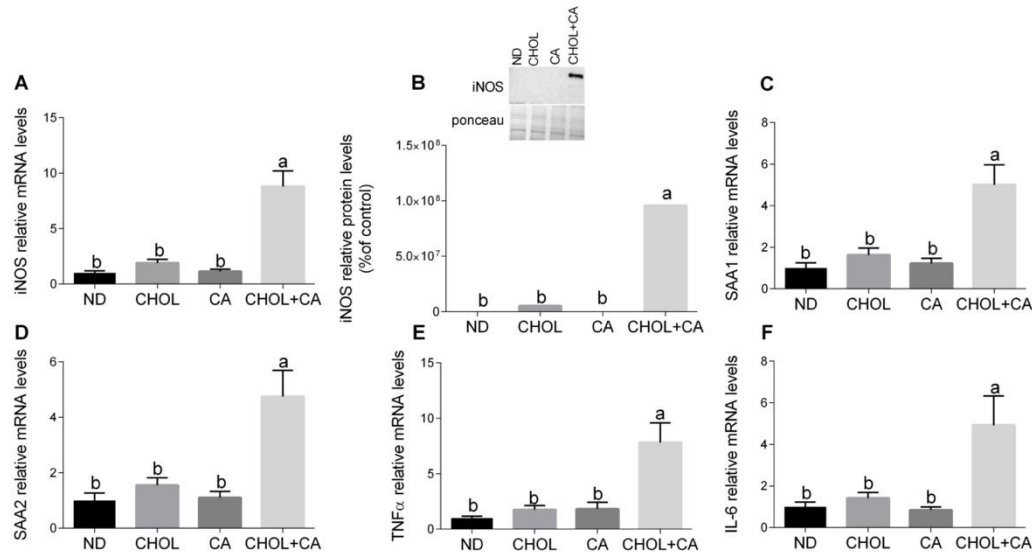 A
iNOS relative mRNA levels
15
10
5
0
b
b
b
a
ND
CHOL
CA
CHOL+CA
B
ND
CHOL
CA
CHOL+CA
iNOS
ponceau
iNOS relative protein levels
(%of control)
1.5×10⁸
1.0×10⁸
5.0×10⁷
0
b
b
b
a
ND
CHOL
CA
CHOL+CA
C
SAA1 relative mRNA levels
8
6
4
2
0
b
b
b
a
ND
CHOL
CA
CHOL+CA
D
SAA2 relative mRNA levels
6
4
2
0
b
b
b
a
ND
CHOL
CA
CHOL+CA
E
TNFα relative mRNA levels
15
10
5
0
b
b
b
a
ND
CHOL
CA
CHOL+CA
F
IL-6 relative mRNA levels
8
6
4
2
0
b
b
b
a
ND
CHOL
CA
CHOL+CA